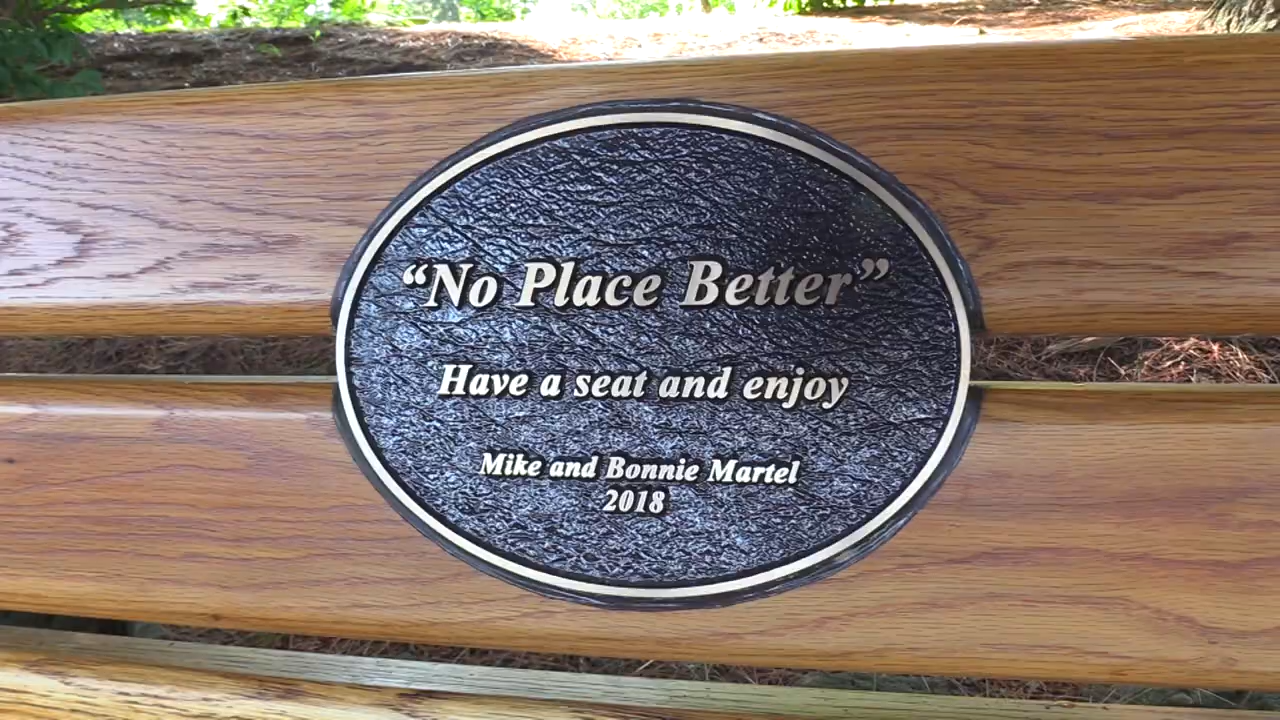 “No Place Better”
Have a seat and enjoy
Mike and Bonnie Martel
2018